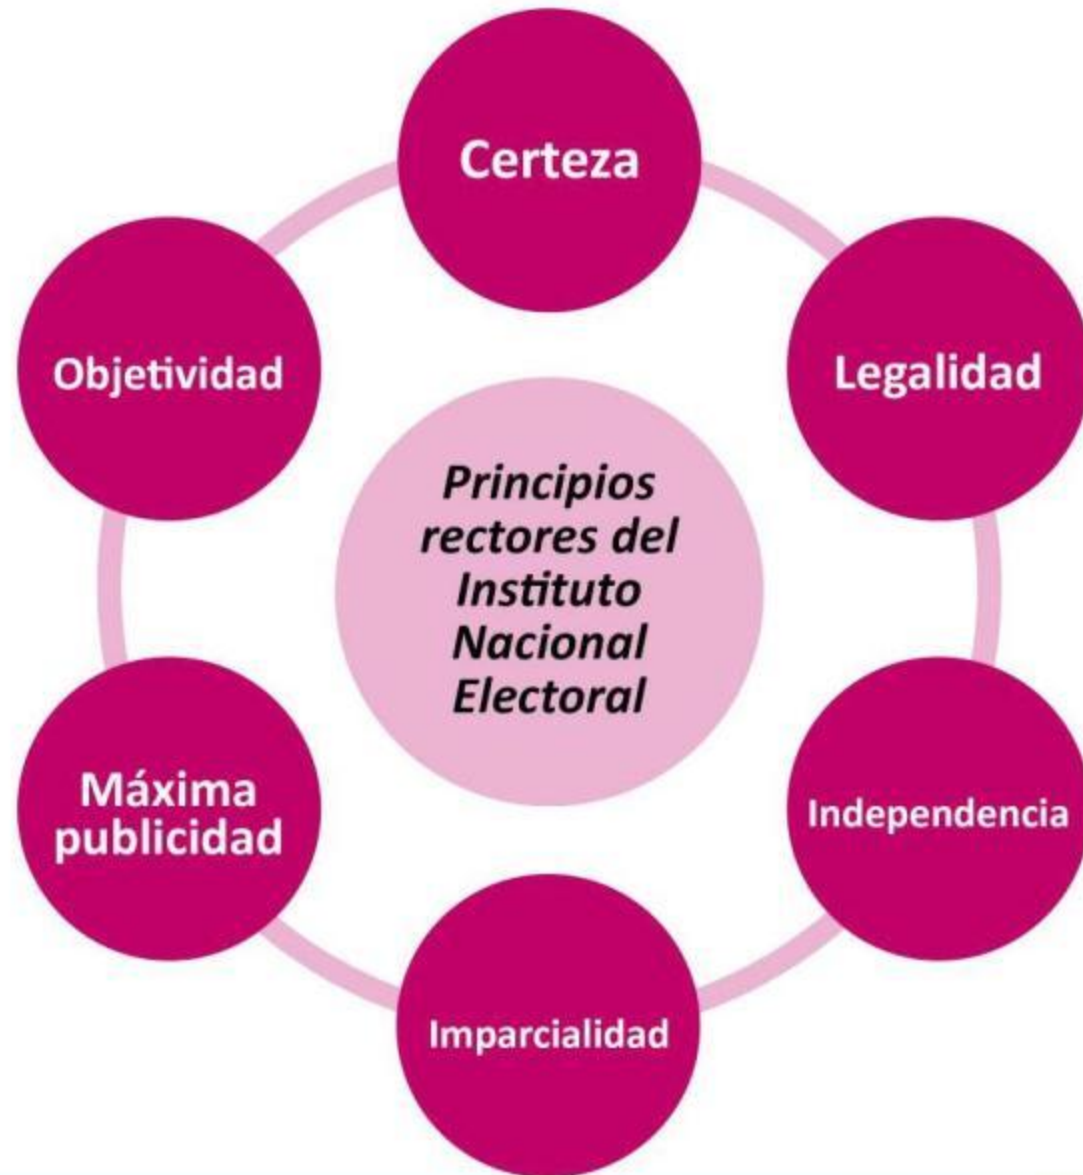 Certeza
Legalidad
Independencia
Imparcialidad
Máxima
publicidad
Objetividad
Principios
rectores del
Instituto
Nacional
Electoral